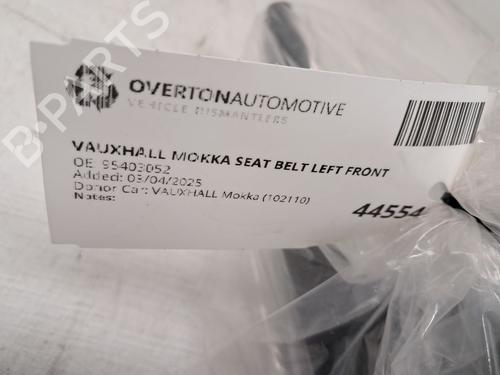 B-PARTS
OVERTONAUTOMOTIVE
VEHICLE DISMANTLERS
VAUXHALL MOKKA SEAT BELT LEFT FRONT
OE: 95403052
Added: 03/04/2025
Donor Car: VAUXHALL Mokka (102110)
Notes:
44554